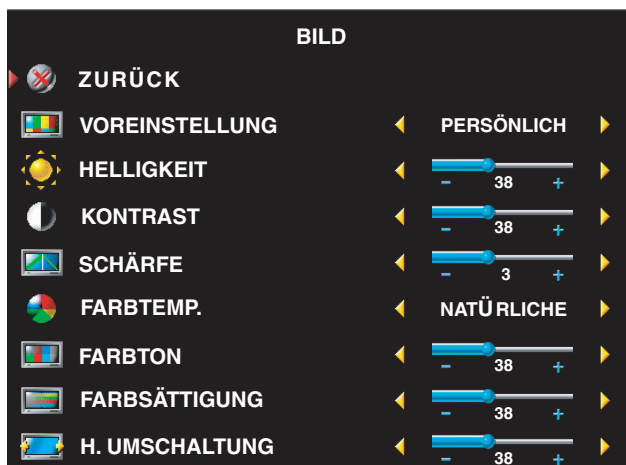 BILD
ZURÜCK
VOREINSTELLUNG PERSÖNLICH
HELLIGKEIT
- 38 +
KONTRAST
- 38 +
SCHÄRFE
- 3 +
FARBTEMP. NATÜRLICHE
FARBTON
- 38 +
FARBSÄTTIGUNG
- 38 +
H. UMSCHALTUNG
- 38 +